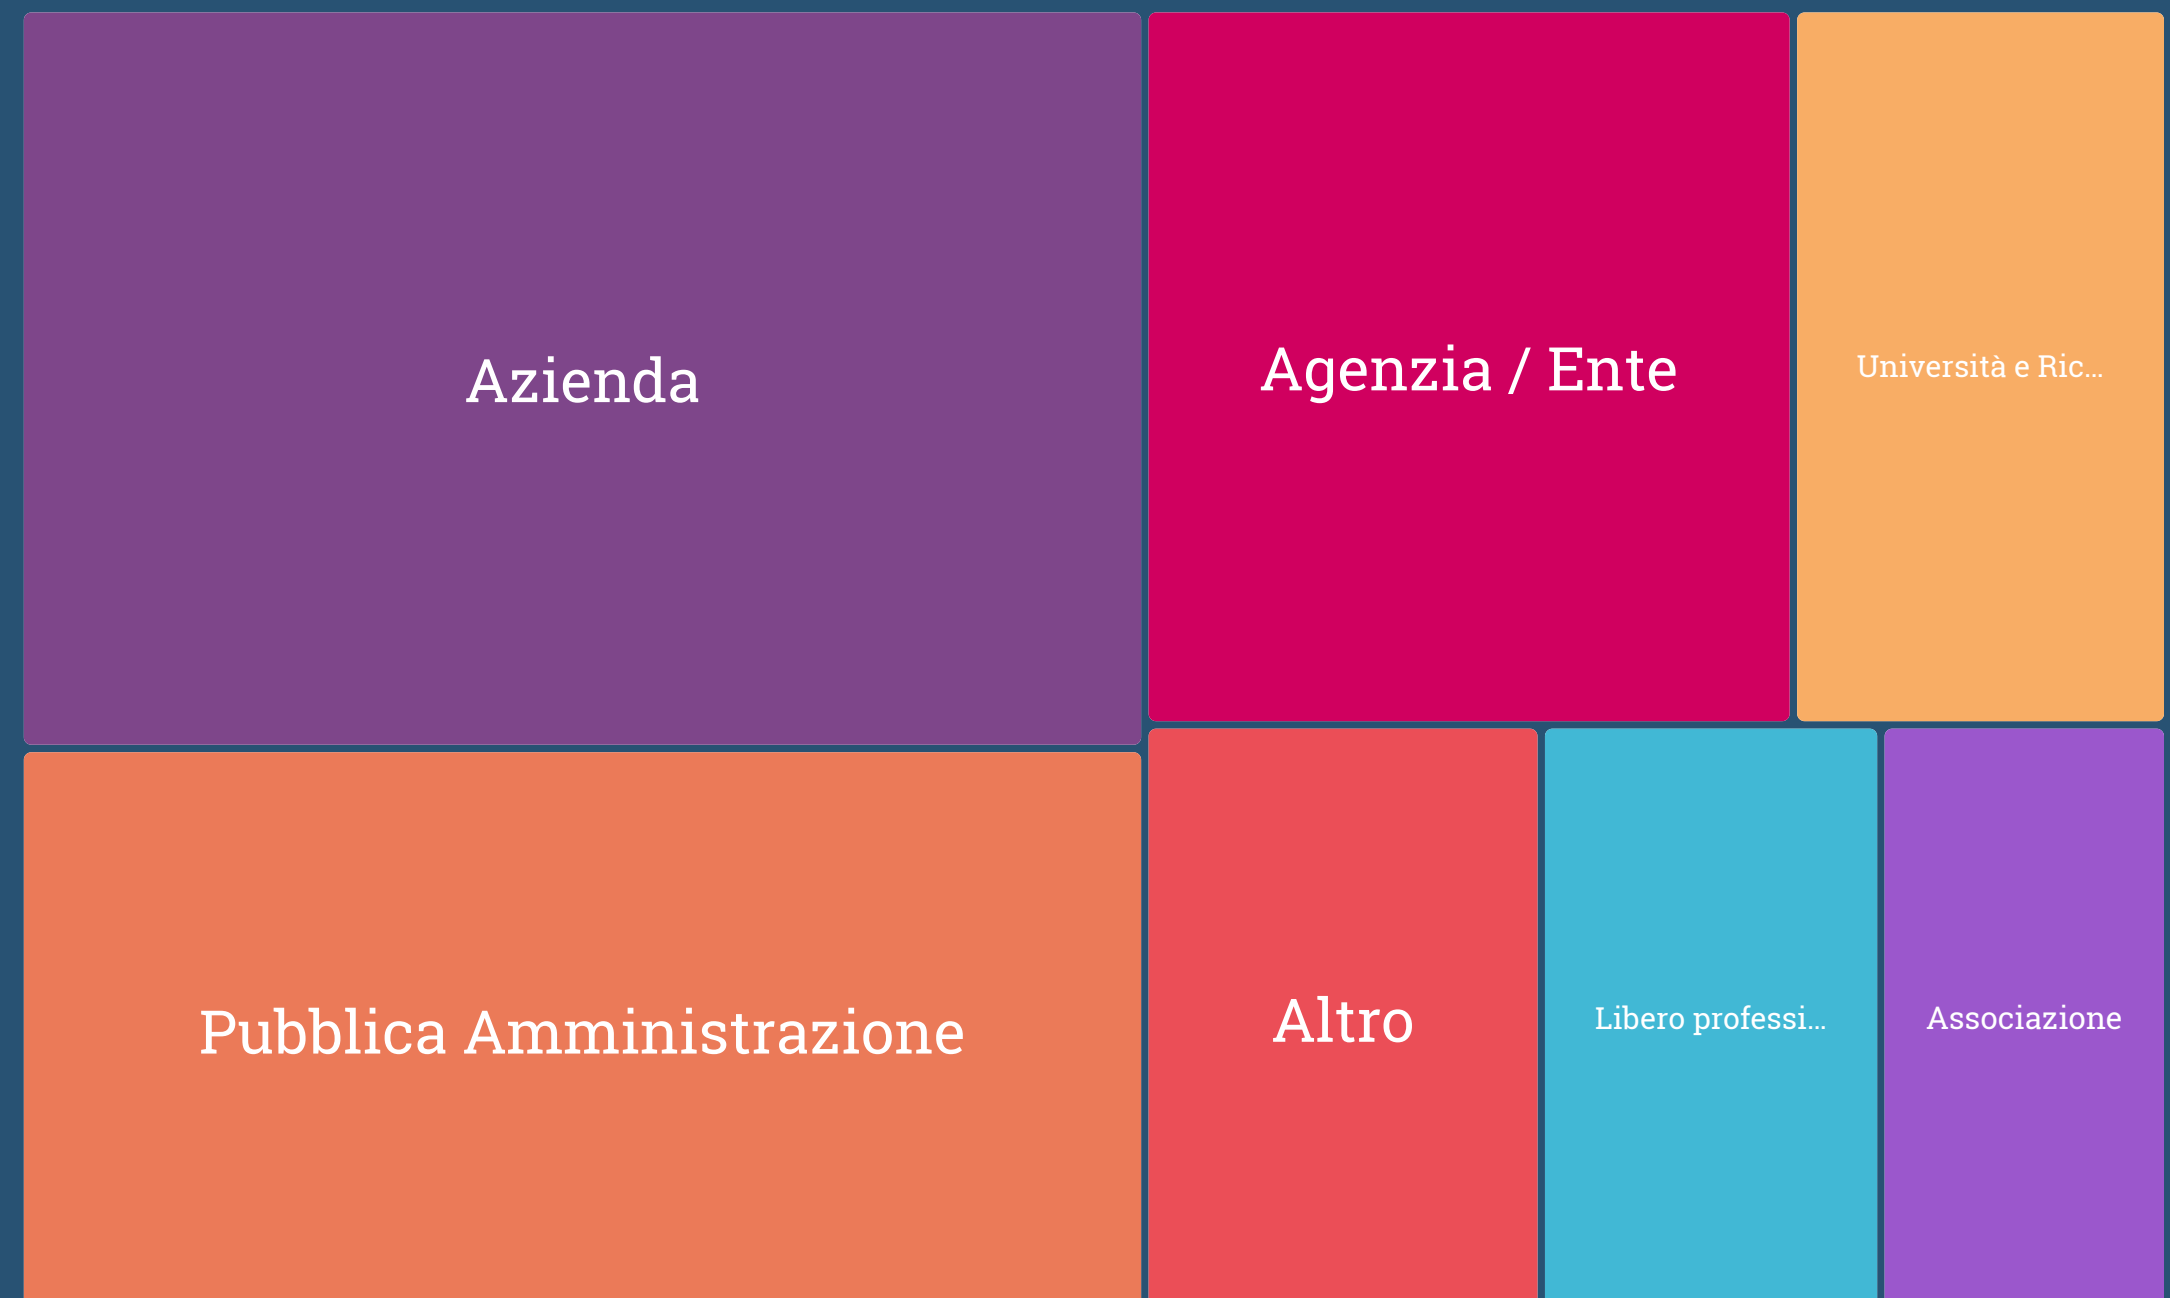 Azienda
Agenzia / Ente
Università e Ric...
Pubblica Amministrazione
Altro
Libero professi...
Associazione